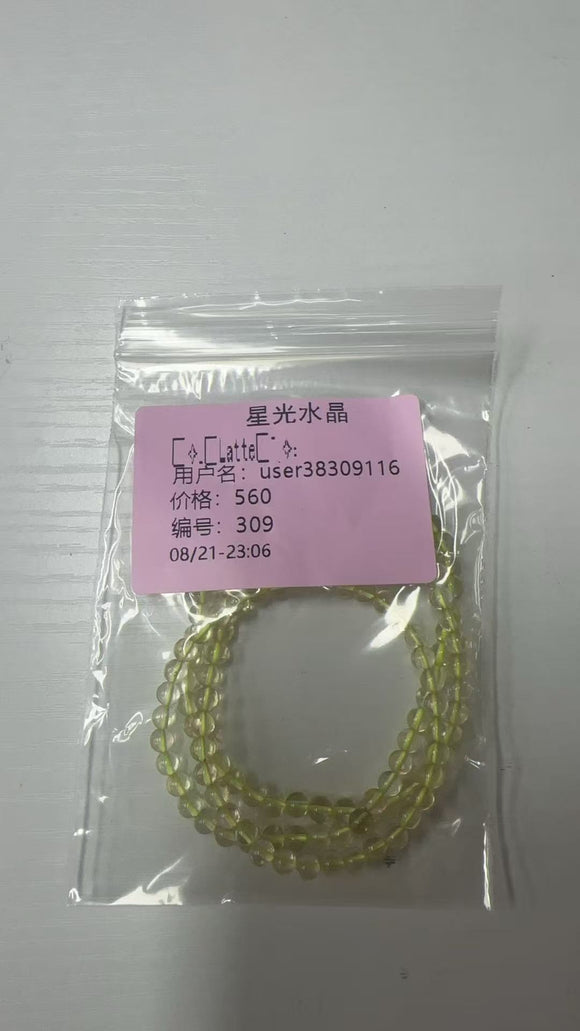 星光水晶
Latte
用户名：user38309116
价格：560
编号：309
08/21-23:06